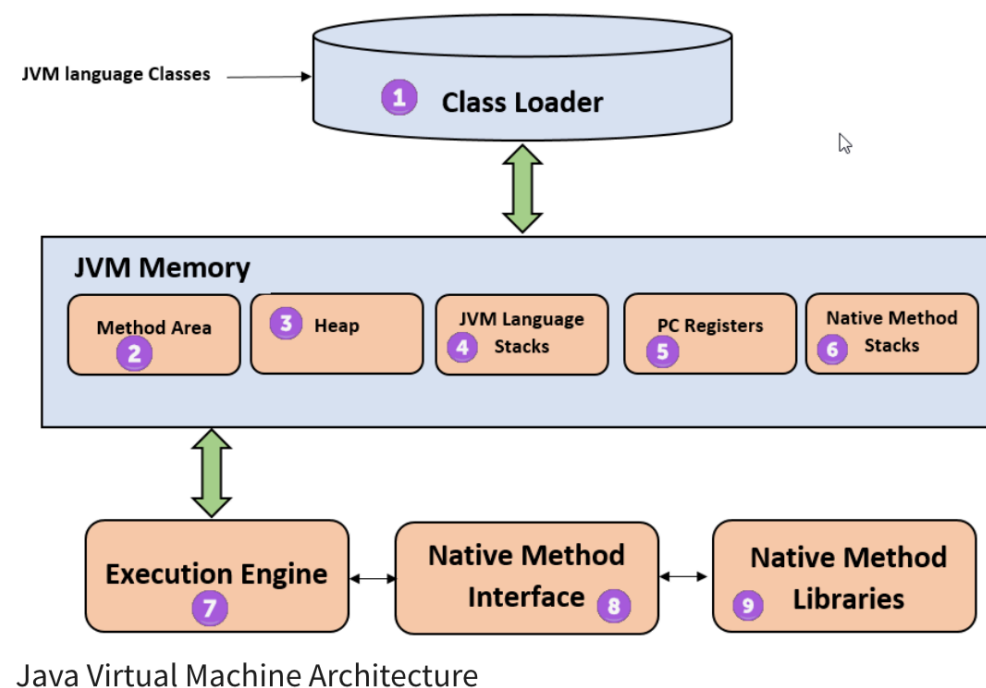 JVM language Classes
1 Class Loader
JVM Memory
Method Area
2
3 Heap
JVM Language
4 Stacks
PC Registers
5
Native Method
6 Stacks
Execution Engine
7
Native Method
Interface 8
Native Method
9 Libraries
Java Virtual Machine Architecture